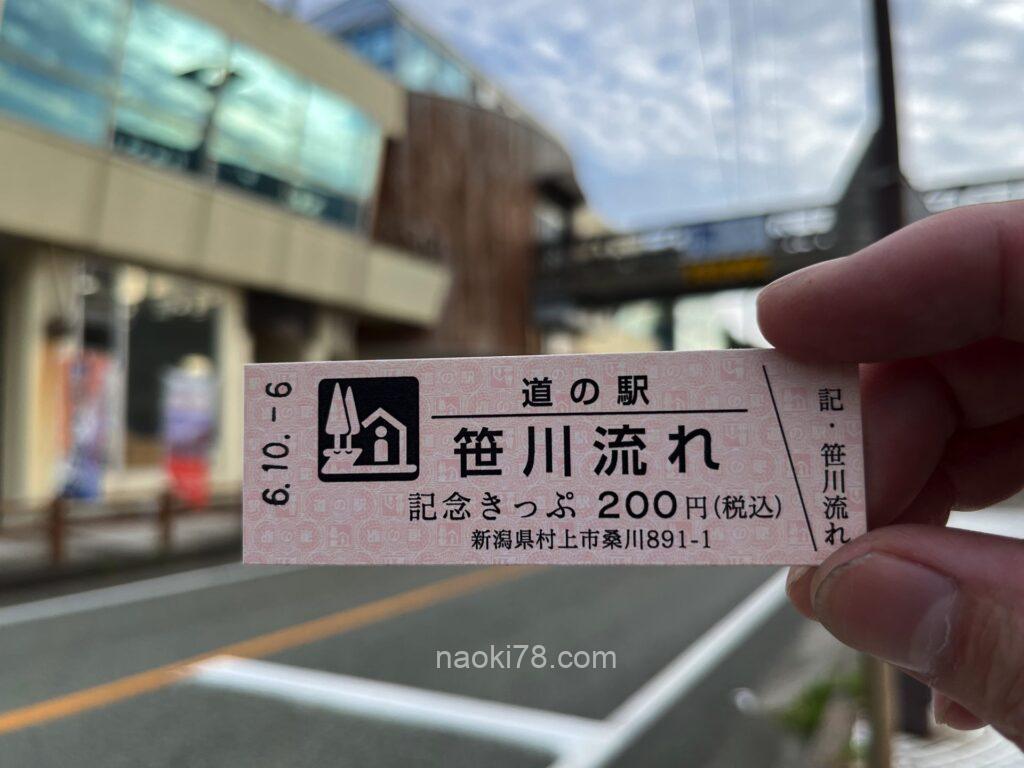 6.10.-6
道の駅
笹川流れ
記念きっぷ 200円(税込)
新潟県村上市桑川891-1
記・笹川流れ
naoki78.com